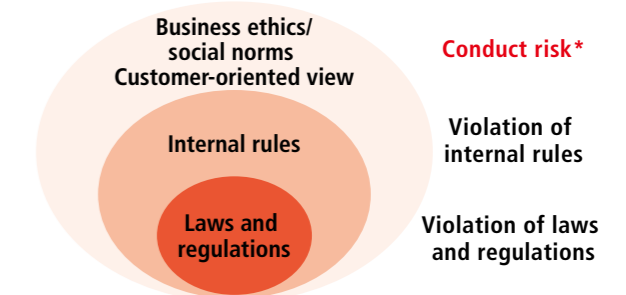 Business ethics/
social norms
Customer-oriented view
Conduct risk*
Internal rules
Violation of
internal rules
Laws and
regulations
Violation of laws
and regulations